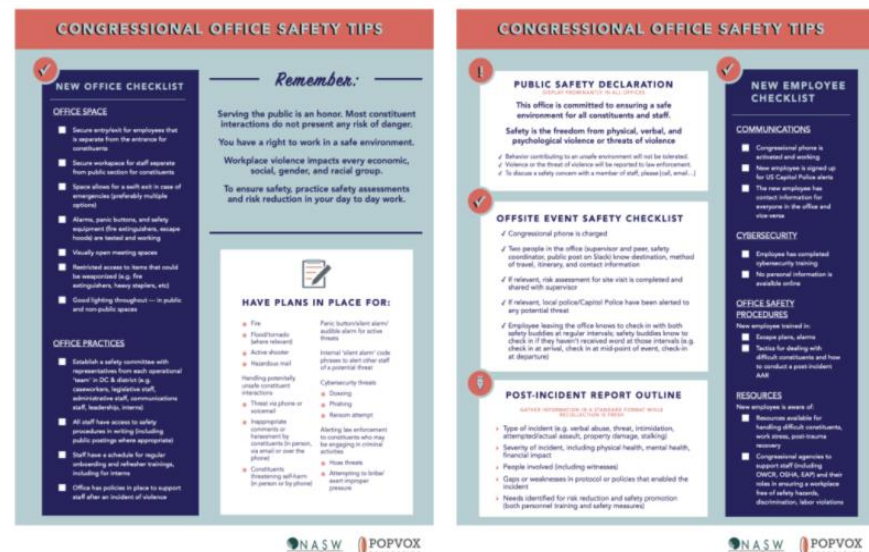 CONGRESSIONAL OFFICE SAFETY TIPS
NEW OFFICE CHECKLIST
OFFICE SPACE
Secure entry/exit for employees that
is separate from the entrance for
constituents
Secure workspace for staff separate
from public section for constituents
Space allows for a swift exit in case of
emergencies (preferably multiple
options)
Alarms, panic buttons, and safety
equipment (fire extinguishers, escape
hoods) are tested and working
Visually open meeting spaces
Restricted access to items that could
be weaponized (e.g. fire
extinguishers, heavy staplers, etc)
Good lighting throughout — in public
and non-public spaces
OFFICE PRACTICES
Establish a safety committee with
representatives from each operational
'team' in DC & district (e.g.
caseworkers, legislative staff,
administrative staff, communications
staff, leadership, interns)
All staff have access to safety
procedures in writing (including
public postings where appropriate)
Staff have a schedule for regular
onboarding and refresher trainings,
including for interns
Office has policies in place to support
staff after an incident of violence
Remember:
Serving the public is an honor. Most constituent
interactions do not present any risk of danger.
You have a right to work in a safe environment.
Workplace violence impacts every economic,
social, gender, and racial group.
To ensure safety, practice safety assessments
and risk reduction in your day to day work.
HAVE PLANS IN PLACE FOR:
Fire
Flood/tornado
(where relevant)
Active shooter
Hazardous mail
Handling potentially
unsafe constituent
interactions
Threat via phone or
voicemail
Inappropriate
comments or
harassment by
constituents (in person,
via email or over the
phone)
Constituents
threatening self-harm
(in person or by phone)
Panic button/silent alarm/
audible alarm for active
threats
Internal 'silent alarm' code
phrases to alert other staff
of a potential threat
Cybersecurity threats
Doxxing
Phishing
Ransom attempt
Alerting law enforcement
to constituents who may
be engaging in criminal
activities
Hoax threats
Attempting to bribe/
exert improper
pressure
NASW
POPVOX
CONGRESSIONAL OFFICE SAFETY TIPS
PUBLIC SAFETY DECLARATION
DISPLAY PROMINENTLY IN ALL OFFICES
This office is committed to ensuring a safe
environment for all constituents and staff.
Safety is the freedom from physical, verbal, and
psychological violence or threats of violence
✓ Behavior contributing to an unsafe environment will not be tolerated.
✓ Violence or the threat of violence will be reported to law enforcement.
✓ To discuss a safety concern with a member of staff, please [call, email...]
OFFSITE EVENT SAFETY CHECKLIST
✓ Congressional phone is charged
✓ Two people in the office (supervisor and peer, safety
coordinator, public post on Slack) know destination, method
of travel, itinerary, and contact information
✓ If relevant, risk assessment for site visit is completed and
shared with supervisor
✓ If relevant, local police/Capitol Police have been alerted to
any potential threat
✓ Employee leaving the office knows to check-in with both
safety buddies at regular intervals; safety buddies know to
check in if they haven't received word at those intervals (e.g.
check in at arrival, check in at mid-point of event, check-in
at departure)
POST-INCIDENT REPORT OUTLINE
GATHER INFORMATION IN A STANDARD FORMAT WHILE
RECOLLECTION IS FRESH
Type of incident (e.g. verbal abuse, threat, intimidation,
attempted/actual assault, property damage, stalking)
Severity of incident, including physical health, mental health,
financial impact
People involved (including witnesses)
Gaps or weaknesses in protocol or policies that enabled the
incident
Needs identified for risk reduction and safety promotion
(both personnel training and safety measures)
NEW EMPLOYEE
CHECKLIST
COMMUNICATIONS
Congressional phone is
activated and working
New employee is signed up
for US Capitol Police alerts
The new employee has
contact information for
everyone in the office and
vice-versa
CYBERSECURITY
Employee has completed
cybersecurity training
No personal information is
available online
OFFICE SAFETY
PROCEDURES
New employee trained in:
Escape plans, alarms
Tactics for dealing with
difficult constituents and how
to conduct a post-incident
AAR
RESOURCES
New employee is aware of:
Resources available for
handling difficult constituents,
work stress, post-trauma
recovery
Congressional agencies to
support staff (including
OWCR, OSHA, EAP) and their
roles in ensuring a workplace
free of safety hazards,
discrimination, labor violations
NASW
POPVOX